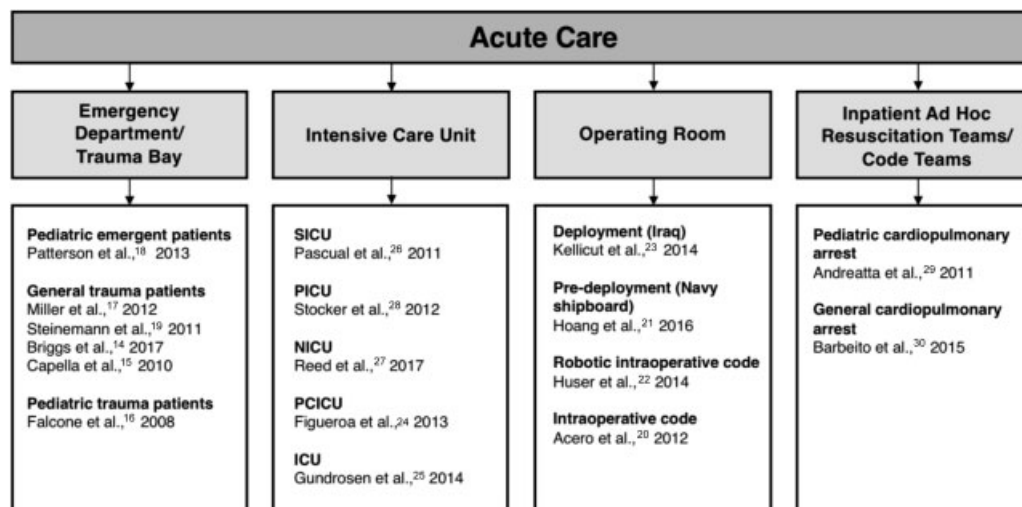 Acute Care
Emergency
Department/
Trauma Bay
Pediatric emergent patients
Patterson et al.,18 2013
General trauma patients
Miller et al.,17 2012
Steinemann et al.,19 2011
Briggs et al.,14 2017
Capella et al.,15 2010
Pediatric trauma patients
Falcone et al.,16 2008
Intensive Care Unit
SICU
Pascual et al.,26 2011
PICU
Stocker et al.,28 2012
NICU
Reed et al.,27 2017
PCICU
Figueroa et al.,24 2013
ICU
Gundrosen et al.,25 2014
Operating Room
Deployment (Iraq)
Kellicut et al.,23 2014
Pre-deployment (Navy
shipboard)
Hoang et al.,21 2016
Robotic intraoperative code
Huser et al.,22 2014
Intraoperative code
Acero et al.,20 2012
Inpatient Ad Hoc
Resuscitation Teams/
Code Teams
Pediatric cardiopulmonary
arrest
Andreatta et al.,29 2011
General cardiopulmonary
arrest
Barbeito et al.,30 2015